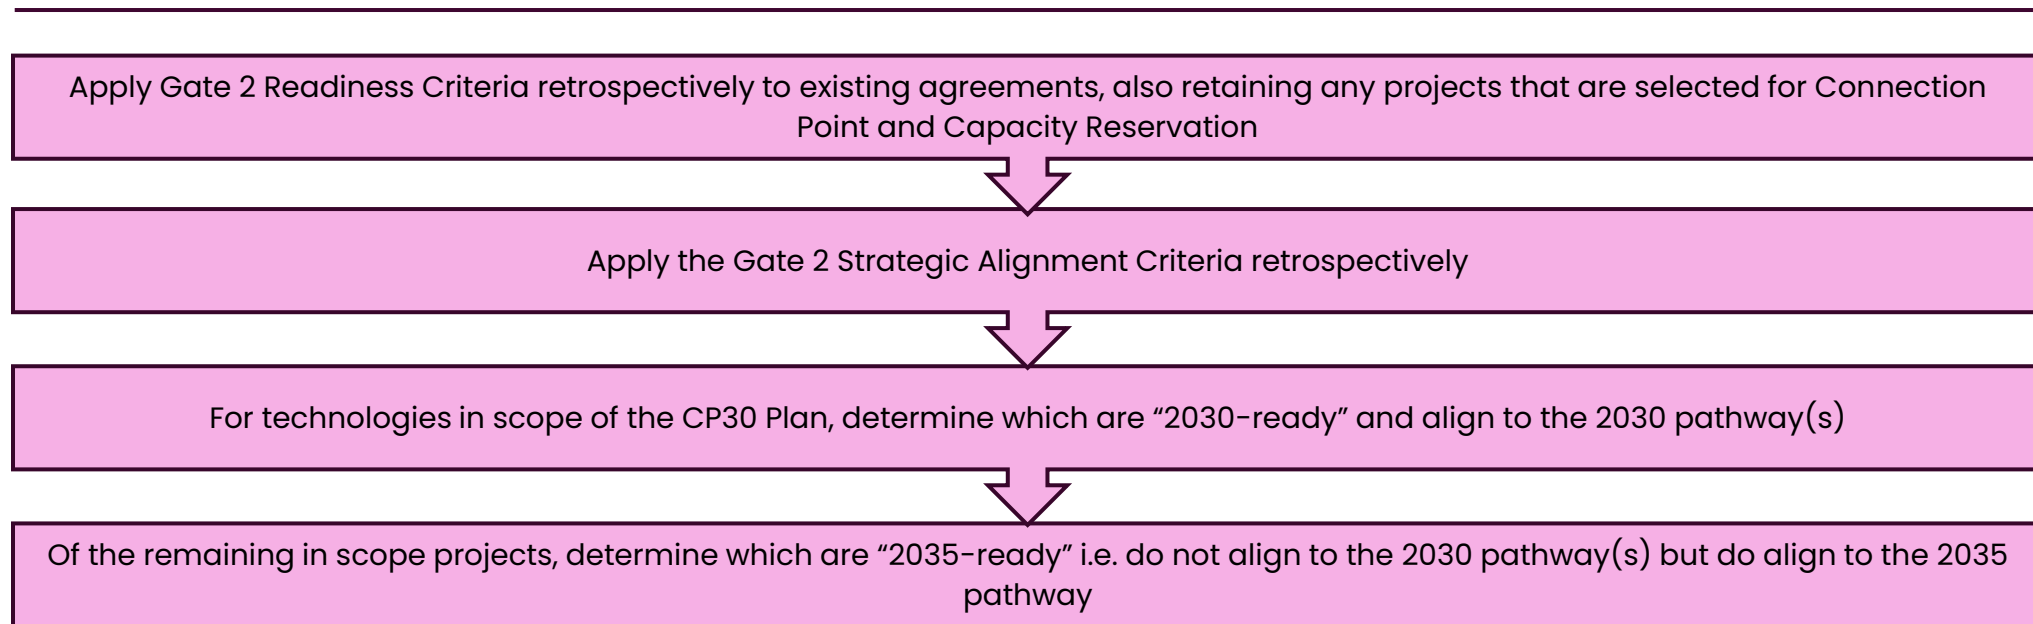 Apply Gate 2 Readiness Criteria retrospectively to existing agreements, also retaining any projects that are selected for Connection
Point and Capacity Reservation
Apply the Gate 2 Strategic Alignment Criteria retrospectively
For technologies in scope of the CP30 Plan, determine which are “2030-ready” and align to the 2030 pathway(s)
Of the remaining in scope projects, determine which are “2035-ready” i.e. do not align to the 2030 pathway(s) but do align to the 2035
pathway